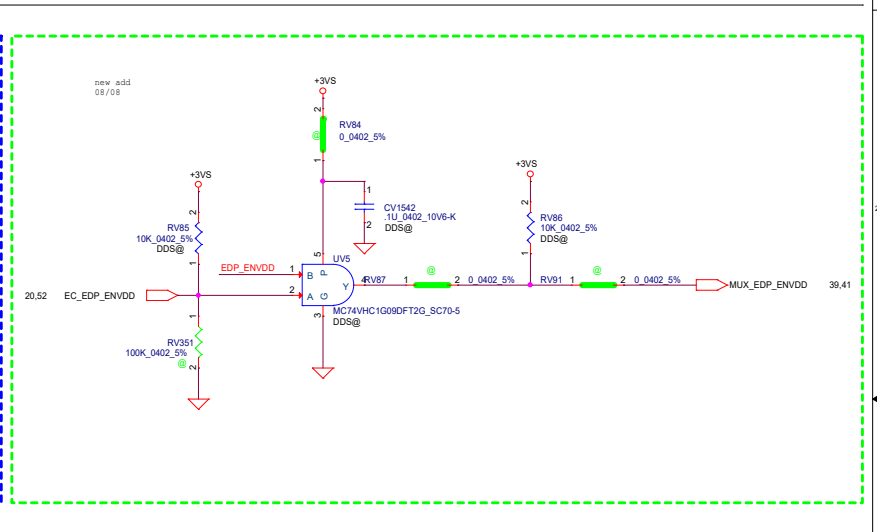 new add
08/08
+3VS
2
@
RV84
0_0402_5%
1
+3VS
2
RV85
10K_0402_5%
DDS@
1
1
CV1542
.1U_0402_10V6-K
2
DDS@
+3VS
2
RV86
10K_0402_5%
DDS@
1
EDP_ENVDD
1
B
P
5
UV5
Y
4
RV87
1
@
2
0_0402_5%
RV91
1
@
2
0_0402_5%
MUX_EDP_ENVDD
39,41
20,52
EC_EDP_ENVDD
2
A
G
3
MC74VHC1G09DFT2G_SC70-5
DDS@
1
RV351
100K_0402_5%
@
2